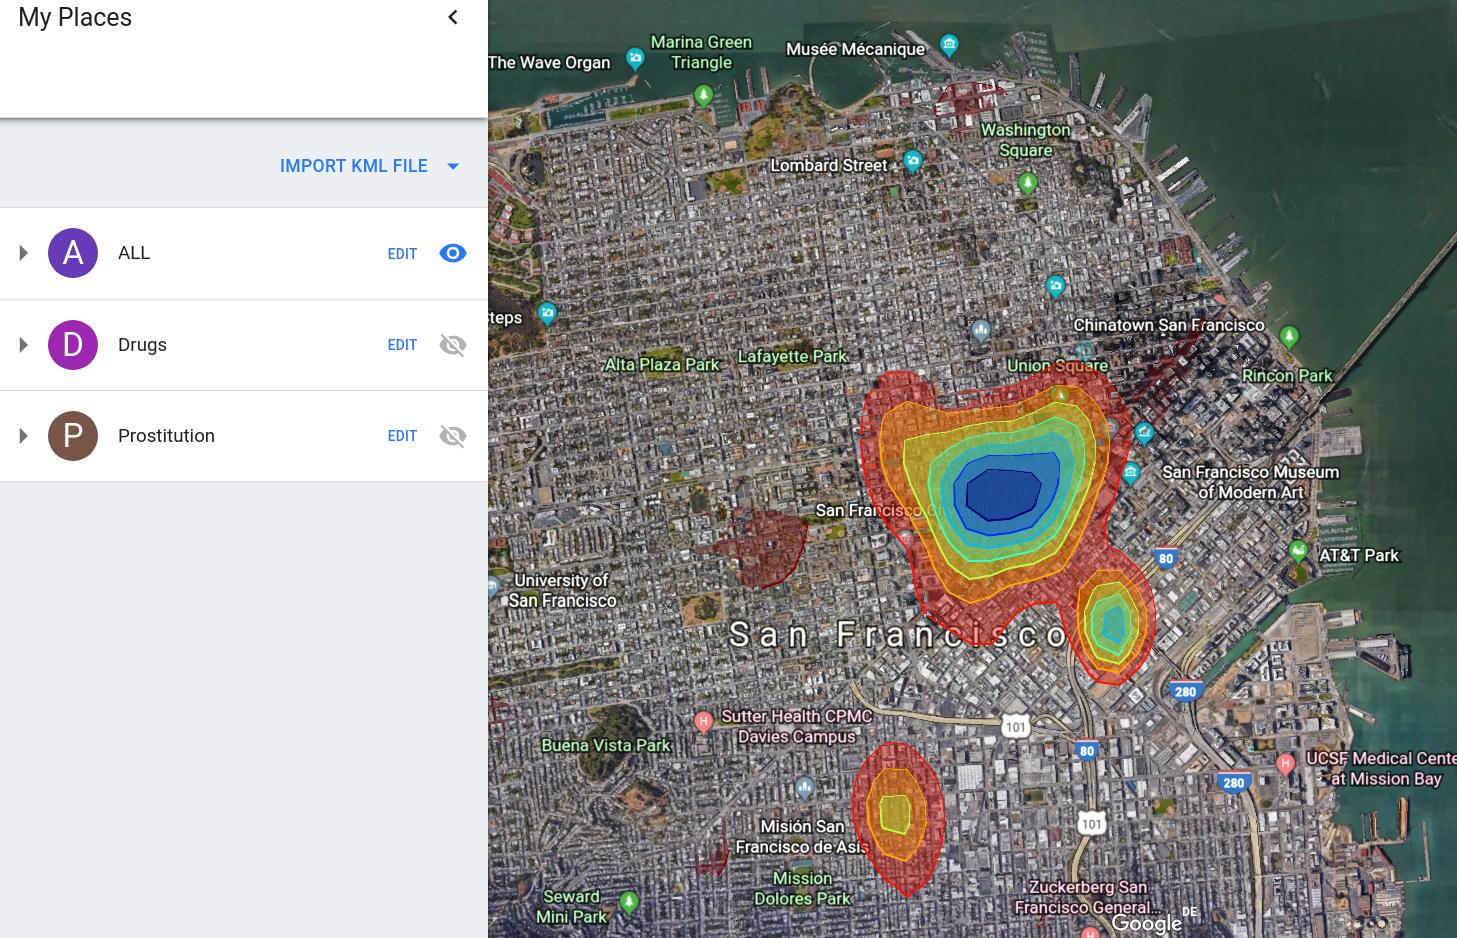 My Places
IMPORT KML FILE
A
ALL
EDIT
D
Drugs
EDIT
P
Prostitution
EDIT
The Wave Organ
Marina Green
Triangle
Musée Mécanique
Washington
Square
Lombard Street
Steps
Chinatown San Francisco
Alta Plaza Park
Lafayette Park
Union Square
Rincon Park
San Francisco Museum
of Modern Art
San Francisco
80
AT&T Park
University of
San Francisco
San Francisco
280
Sutter Health CPMC
Davies Campus
H
101
Buena Vista Park
80
H
UCSF Medical Cente
at Mission Bay
280
101
Misión San
Francisco de Asis
Mission
Dolores Park
Seward
Mini Park
Zuckerberg San
Francisco General...
Google
DE
H